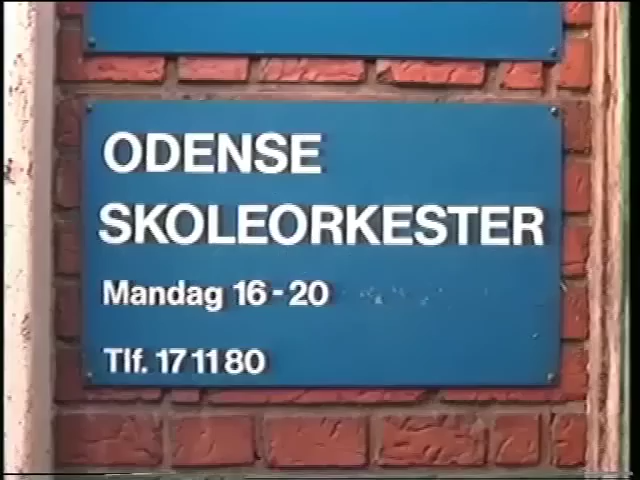 ODENSE
SKOLEORKESTER
Mandag 16-20
Tlf. 17 11 80